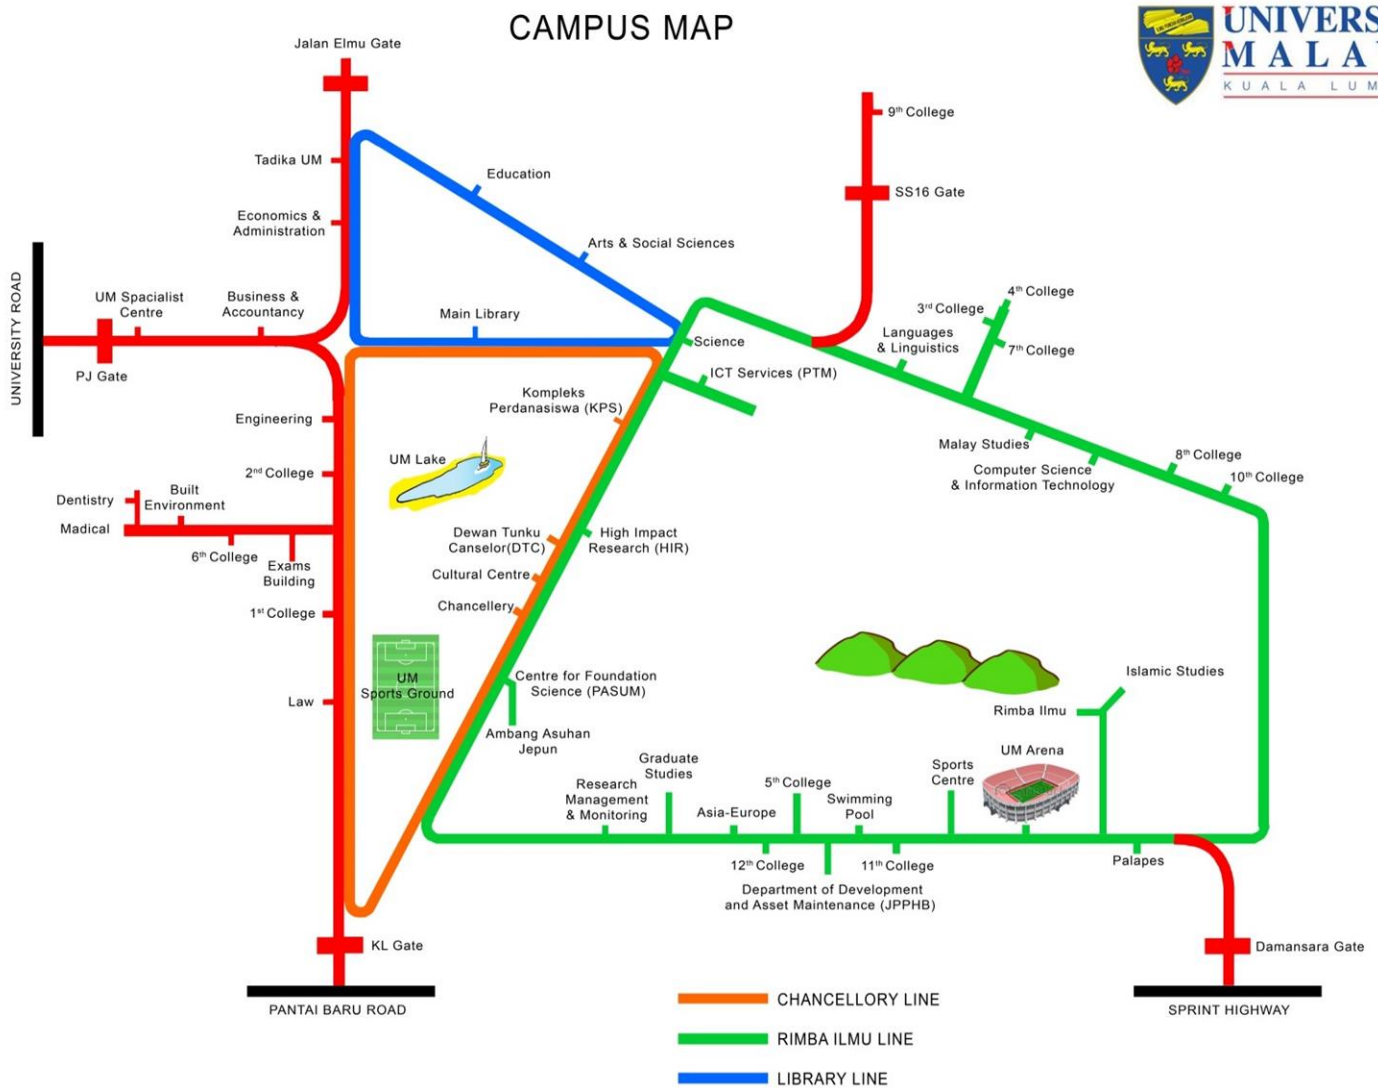 CAMPUS MAP
UNIVERS
MALA
KUALA LUM
Jalan Elmu Gate
9th College
Tadika UM
Education
SS16 Gate
Economics &
Administration
Arts & Social Sciences
UNIVERSITY ROAD
UM Spacialist
Centre
Business &
Accountancy
Main Library
4th College
3rd College
Languages
& Linguistics
7th College
Science
PJ Gate
ICT Services (PTM)
Kompleks
Perdanasiswa (KPS)
Engineering
UM Lake
Malay Studies
8th College
2nd College
Computer Science
& Information Technology
10th College
Dentistry
Built
Environment
Madical
6th College
Exams
Building
Dewan Tunku
Canselor(DTC)
High Impact
Research (HIR)
Cultural Centre
1st College
Chancellery
UM
Sports Ground
Centre for Foundation
Science (PASUM)
Islamic Studies
Law
Rimba Ilmu
Ambang Asuhan
Jepun
Graduate
Studies
UM Arena
Sports
Centre
Research
Management
& Monitoring
5th College
Asia-Europe
Swimming
Pool
12th College
11th College
Palapes
Department of Development
and Asset Maintenance (JPPHB)
KL Gate
Damansara Gate
PANTAI BARU ROAD
SPRINT HIGHWAY
CHANCELLORY LINE
RIMBA ILMU LINE
LIBRARY LINE